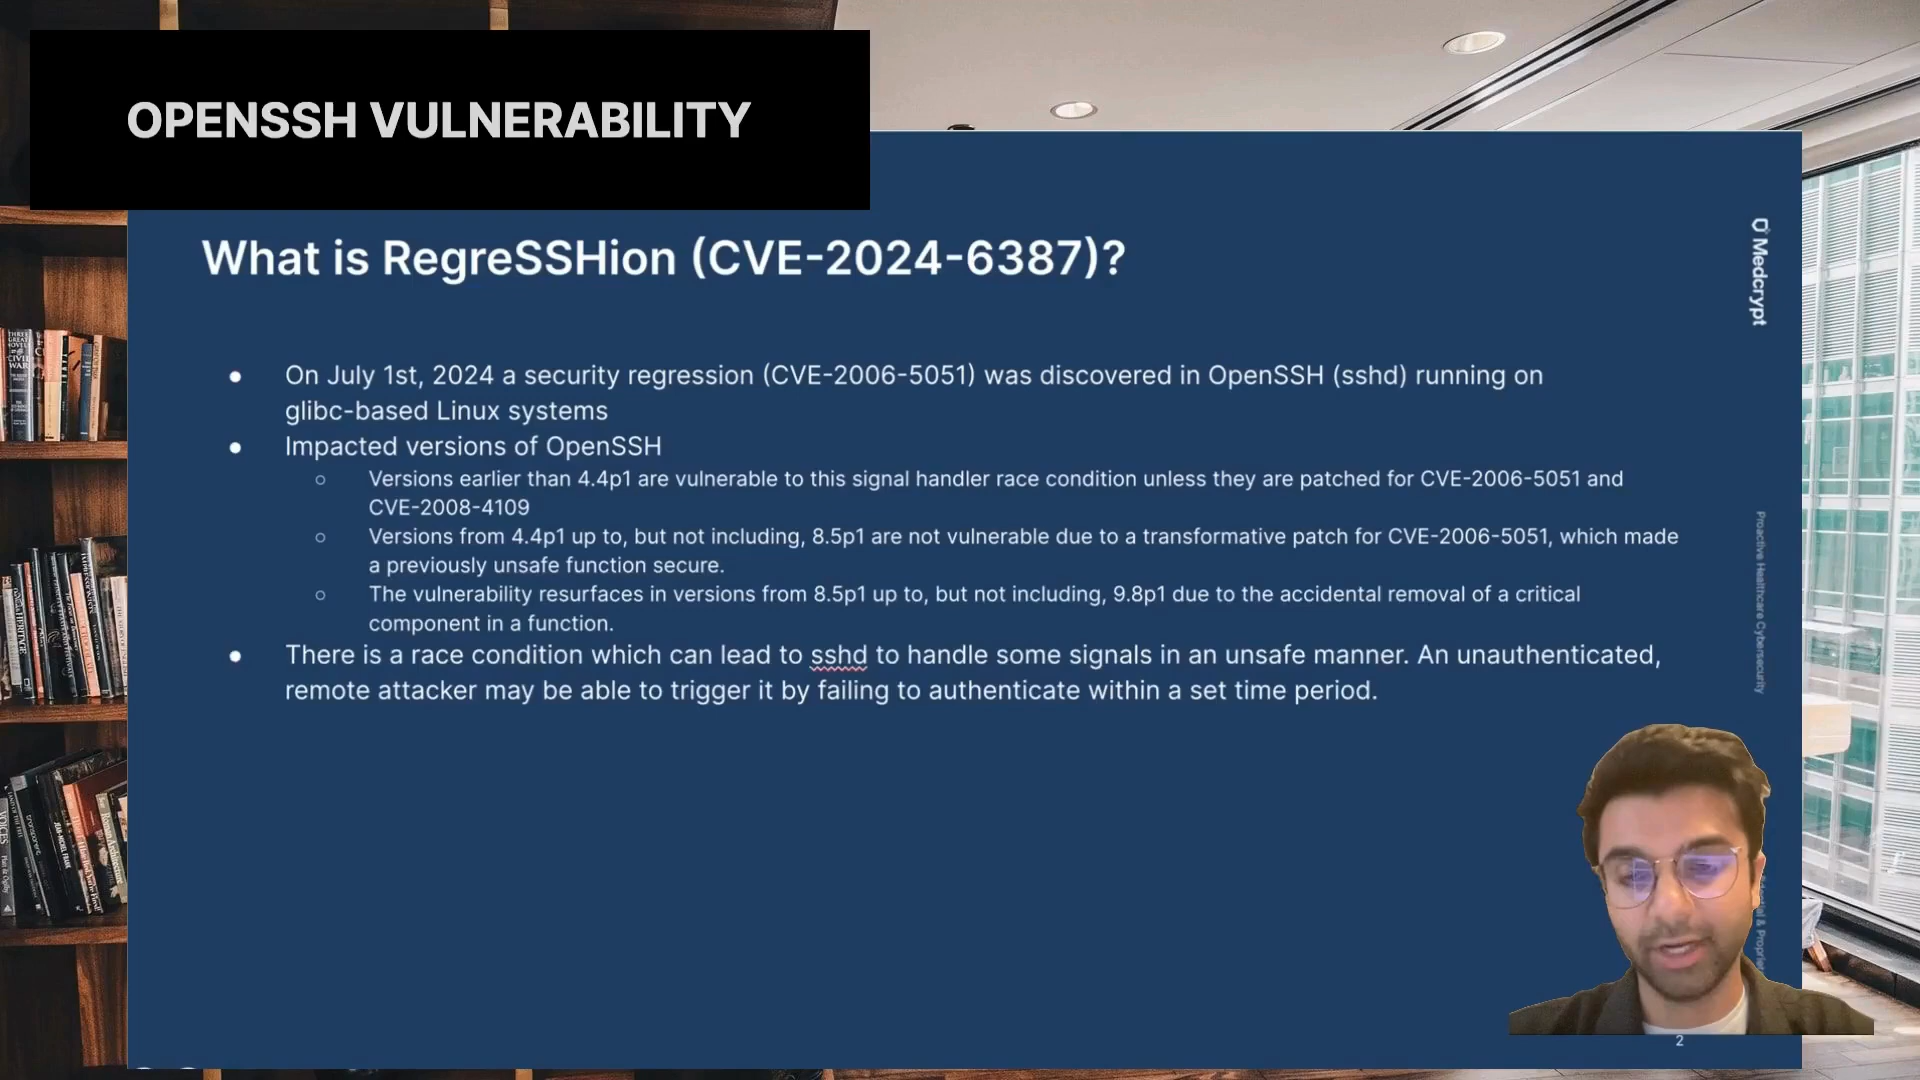 OPENSSH VULNERABILITY
What is RegreSSHion (CVE-2024-6387)?
Medcrypt
● On July 1st, 2024 a security regression (CVE-2006-5051) was discovered in OpenSSH (sshd) running on
glibc-based Linux systems
● Impacted versions of OpenSSH
○ Versions earlier than 4.4p1 are vulnerable to this signal handler race condition unless they are patched for CVE-2006-5051 and
CVE-2008-4109
○ Versions from 4.4p1 up to, but not including, 8.5p1 are not vulnerable due to a transformative patch for CVE-2006-5051, which made
a previously unsafe function secure.
○ The vulnerability resurfaces in versions from 8.5p1 up to, but not including, 9.8p1 due to the accidental removal of a critical
component in a function.
● There is a race condition which can lead to sshd to handle some signals in an unsafe manner. An unauthenticated,
remote attacker may be able to trigger it by failing to authenticate within a set time period.
Proactive Healthcare Cybersecurity
THREE
GREAT
NOVELS
CIVIL
WAR
transparent
VOICES
2